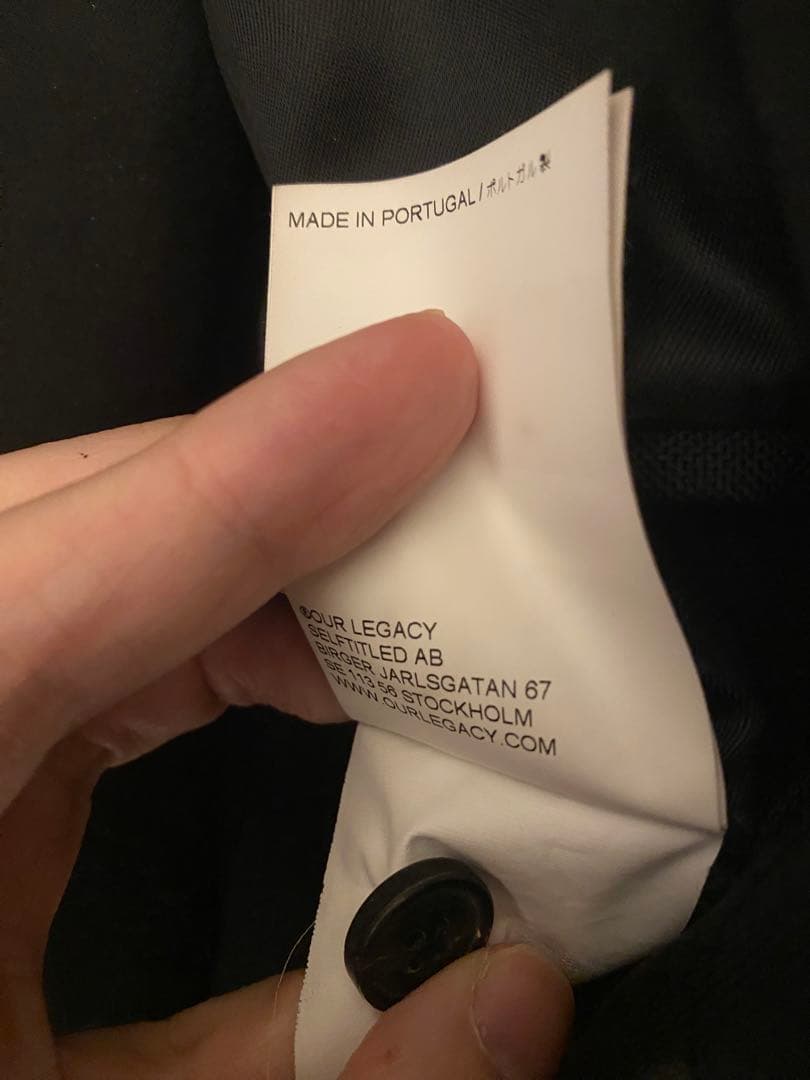 MADE IN PORTUGAL / ポルトガル製
©OUR LEGACY
SELFTITLED AB
BIRGER JARLSGATAN 67
SE 113 56 STOCKHOLM
WWW.OURLEGACY.COM